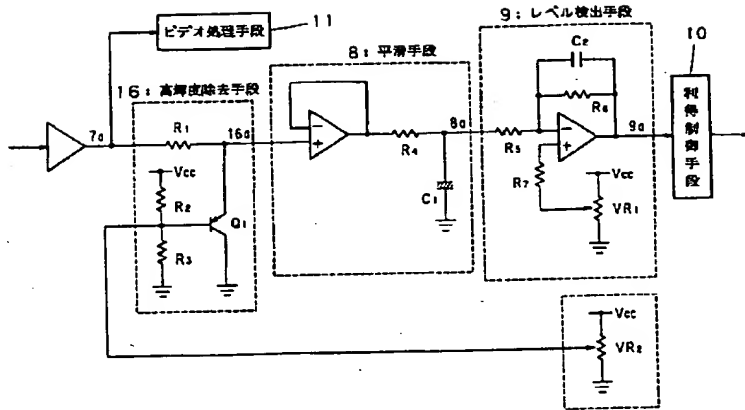 ビデオ処理手段
11
16:高輝度除去手段
8:平滑手段
9:レベル検出手段
10
利得制御手段
7a
R1
16a
Vcc
R2
R3
Q1
−
+
R4
8a
C1
C2
R6
R5
−
+
9a
R7
Vcc
VR1
Vcc
VR2